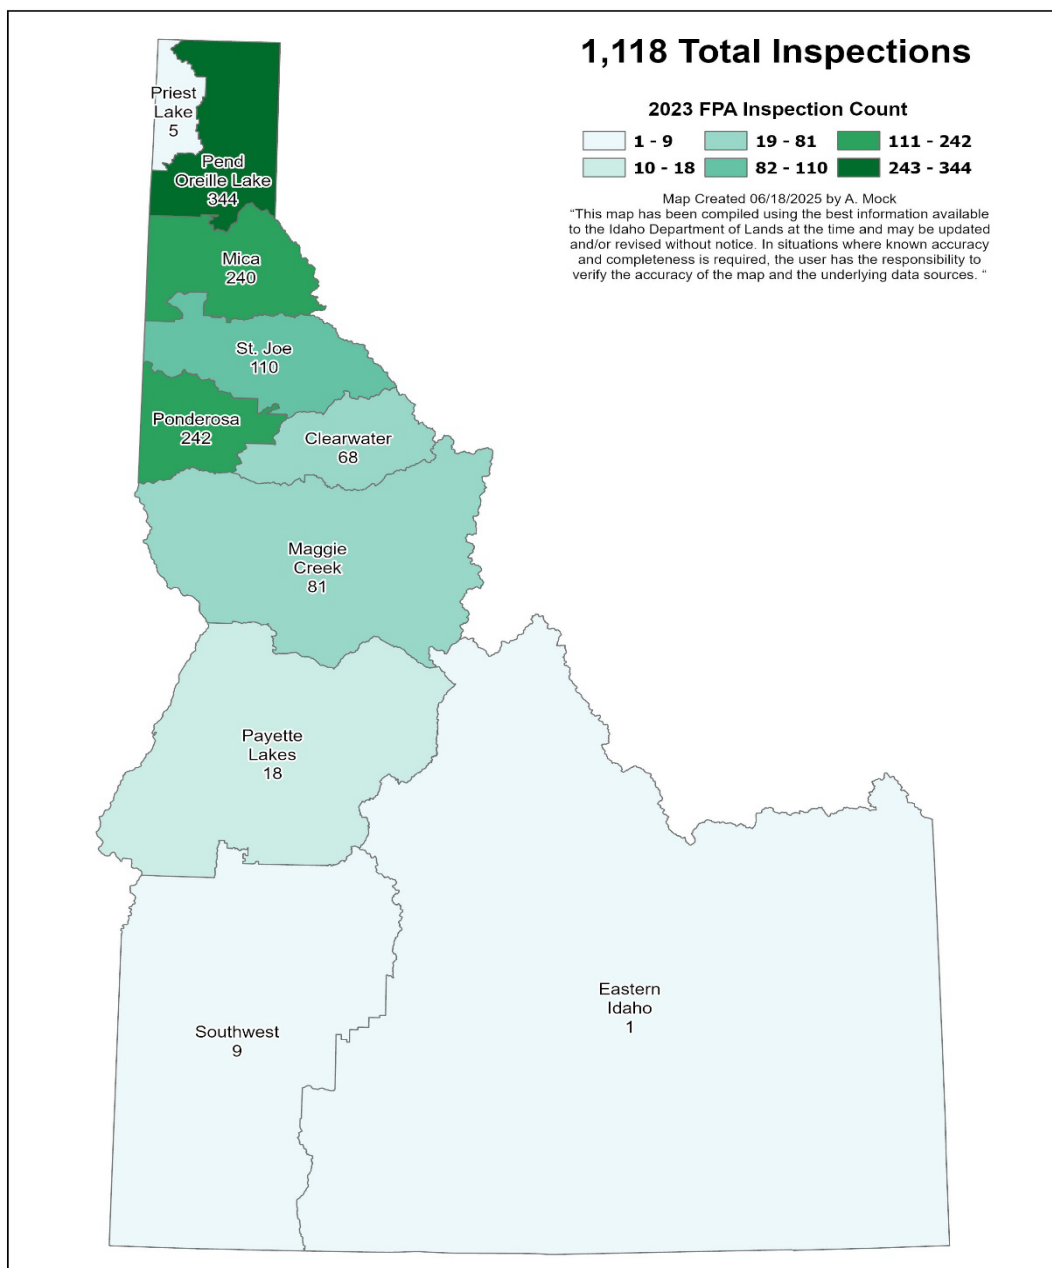 1,118 Total Inspections
2023 FPA Inspection Count
1 - 9
19 - 81
111 - 242
10 - 18
82 - 110
243 - 344
Map Created 06/18/2025 by A. Mock
“This map has been compiled using the best information available
to the Idaho Department of Lands at the time and may be updated
and/or revised without notice. In situations where known accuracy
and completeness is required, the user has the responsibility to
verify the accuracy of the map and the underlying data sources. “
Priest
Lake
5
Pend
Oreille Lake
344
Mica
240
St. Joe
110
Ponderosa
242
Clearwater
68
Maggie
Creek
81
Payette
Lakes
18
Eastern
Idaho
1
Southwest
9